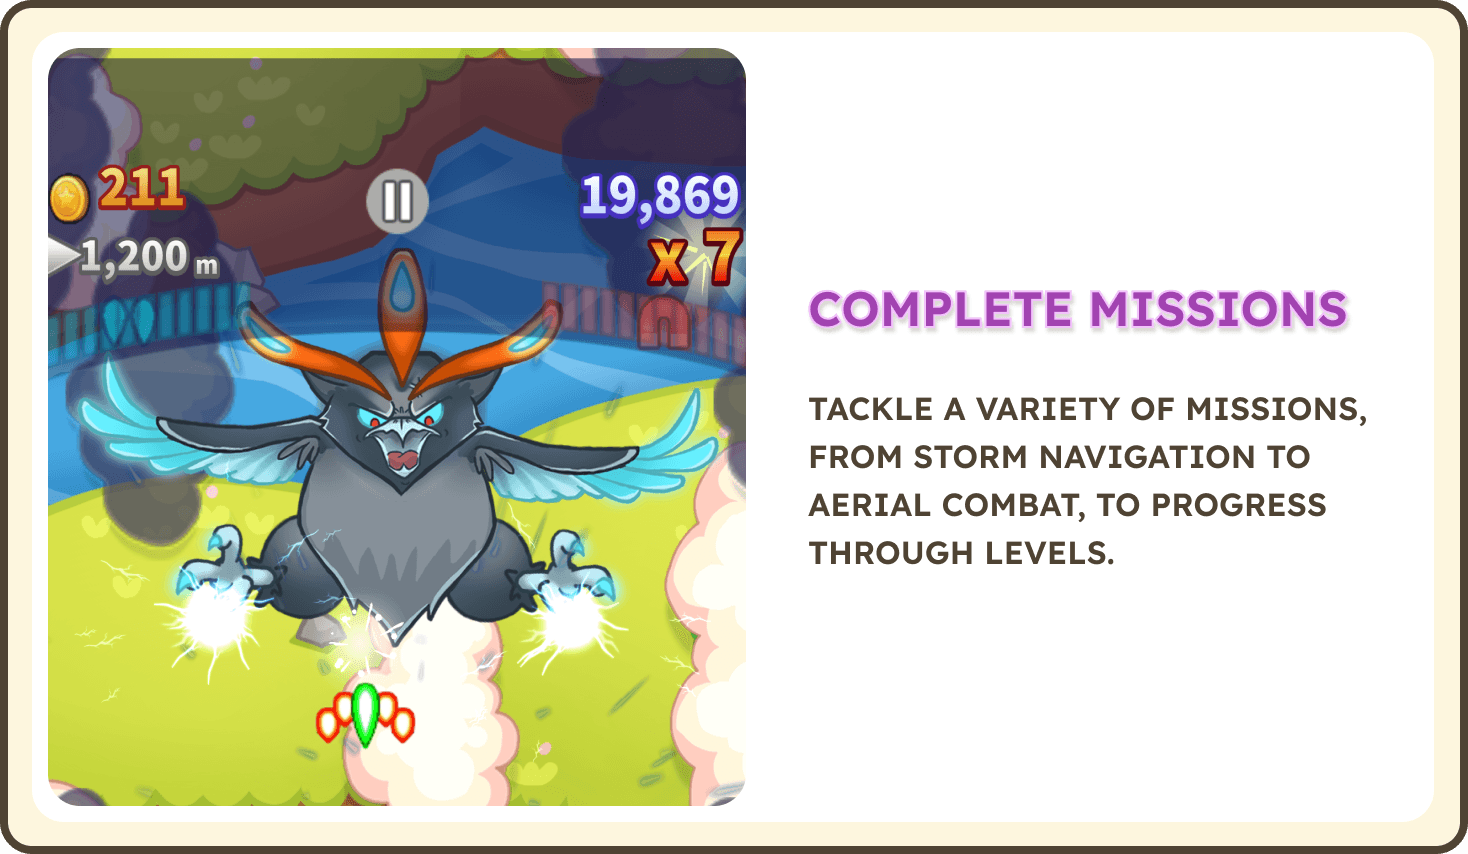 211
1,200 m
19,869
x 7
COMPLETE MISSIONS
TACKLE A VARIETY OF MISSIONS,
FROM STORM NAVIGATION TO
AERIAL COMBAT, TO PROGRESS
THROUGH LEVELS.